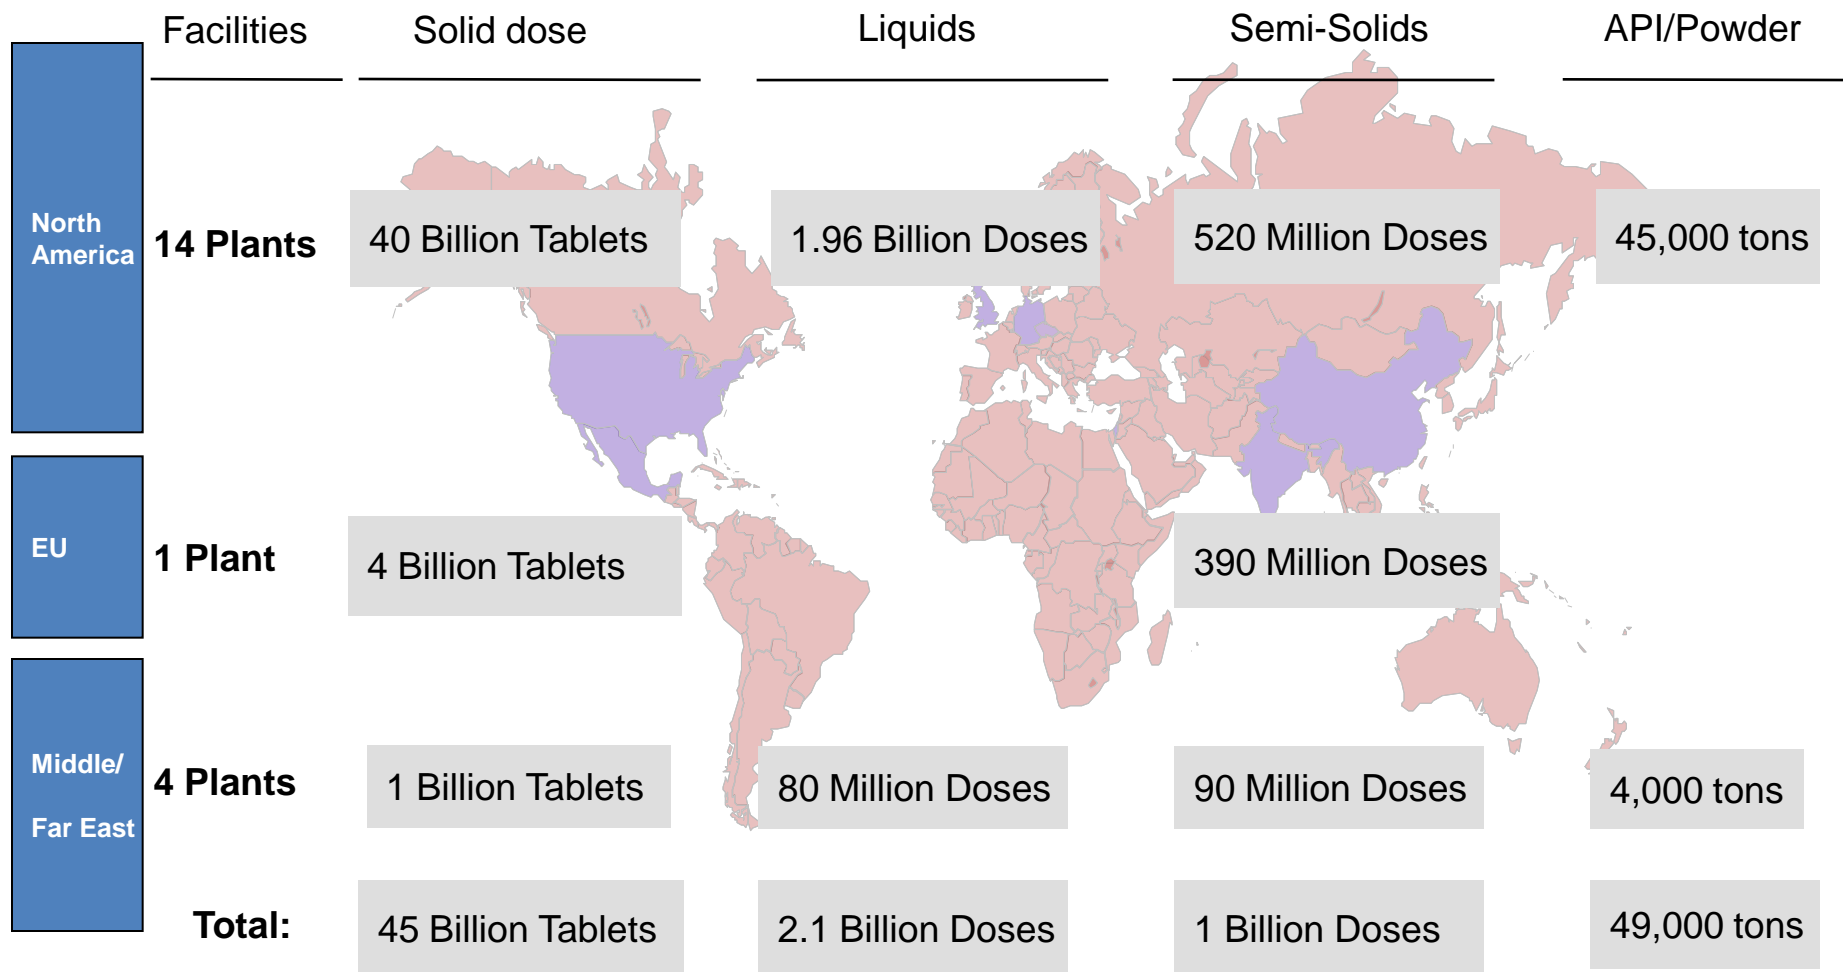 Facilities Solid dose Liquids Semi-Solids API/Powder
North
America
14 Plants 40 Billion Tablets 1.96 Billion Doses 520 Million Doses 45,000 tons
EU
1 Plant 4 Billion Tablets 390 Million Doses
Middle/
Far East
4 Plants 1 Billion Tablets 80 Million Doses 90 Million Doses 4,000 tons
Total: 45 Billion Tablets 2.1 Billion Doses 1 Billion Doses 49,000 tons